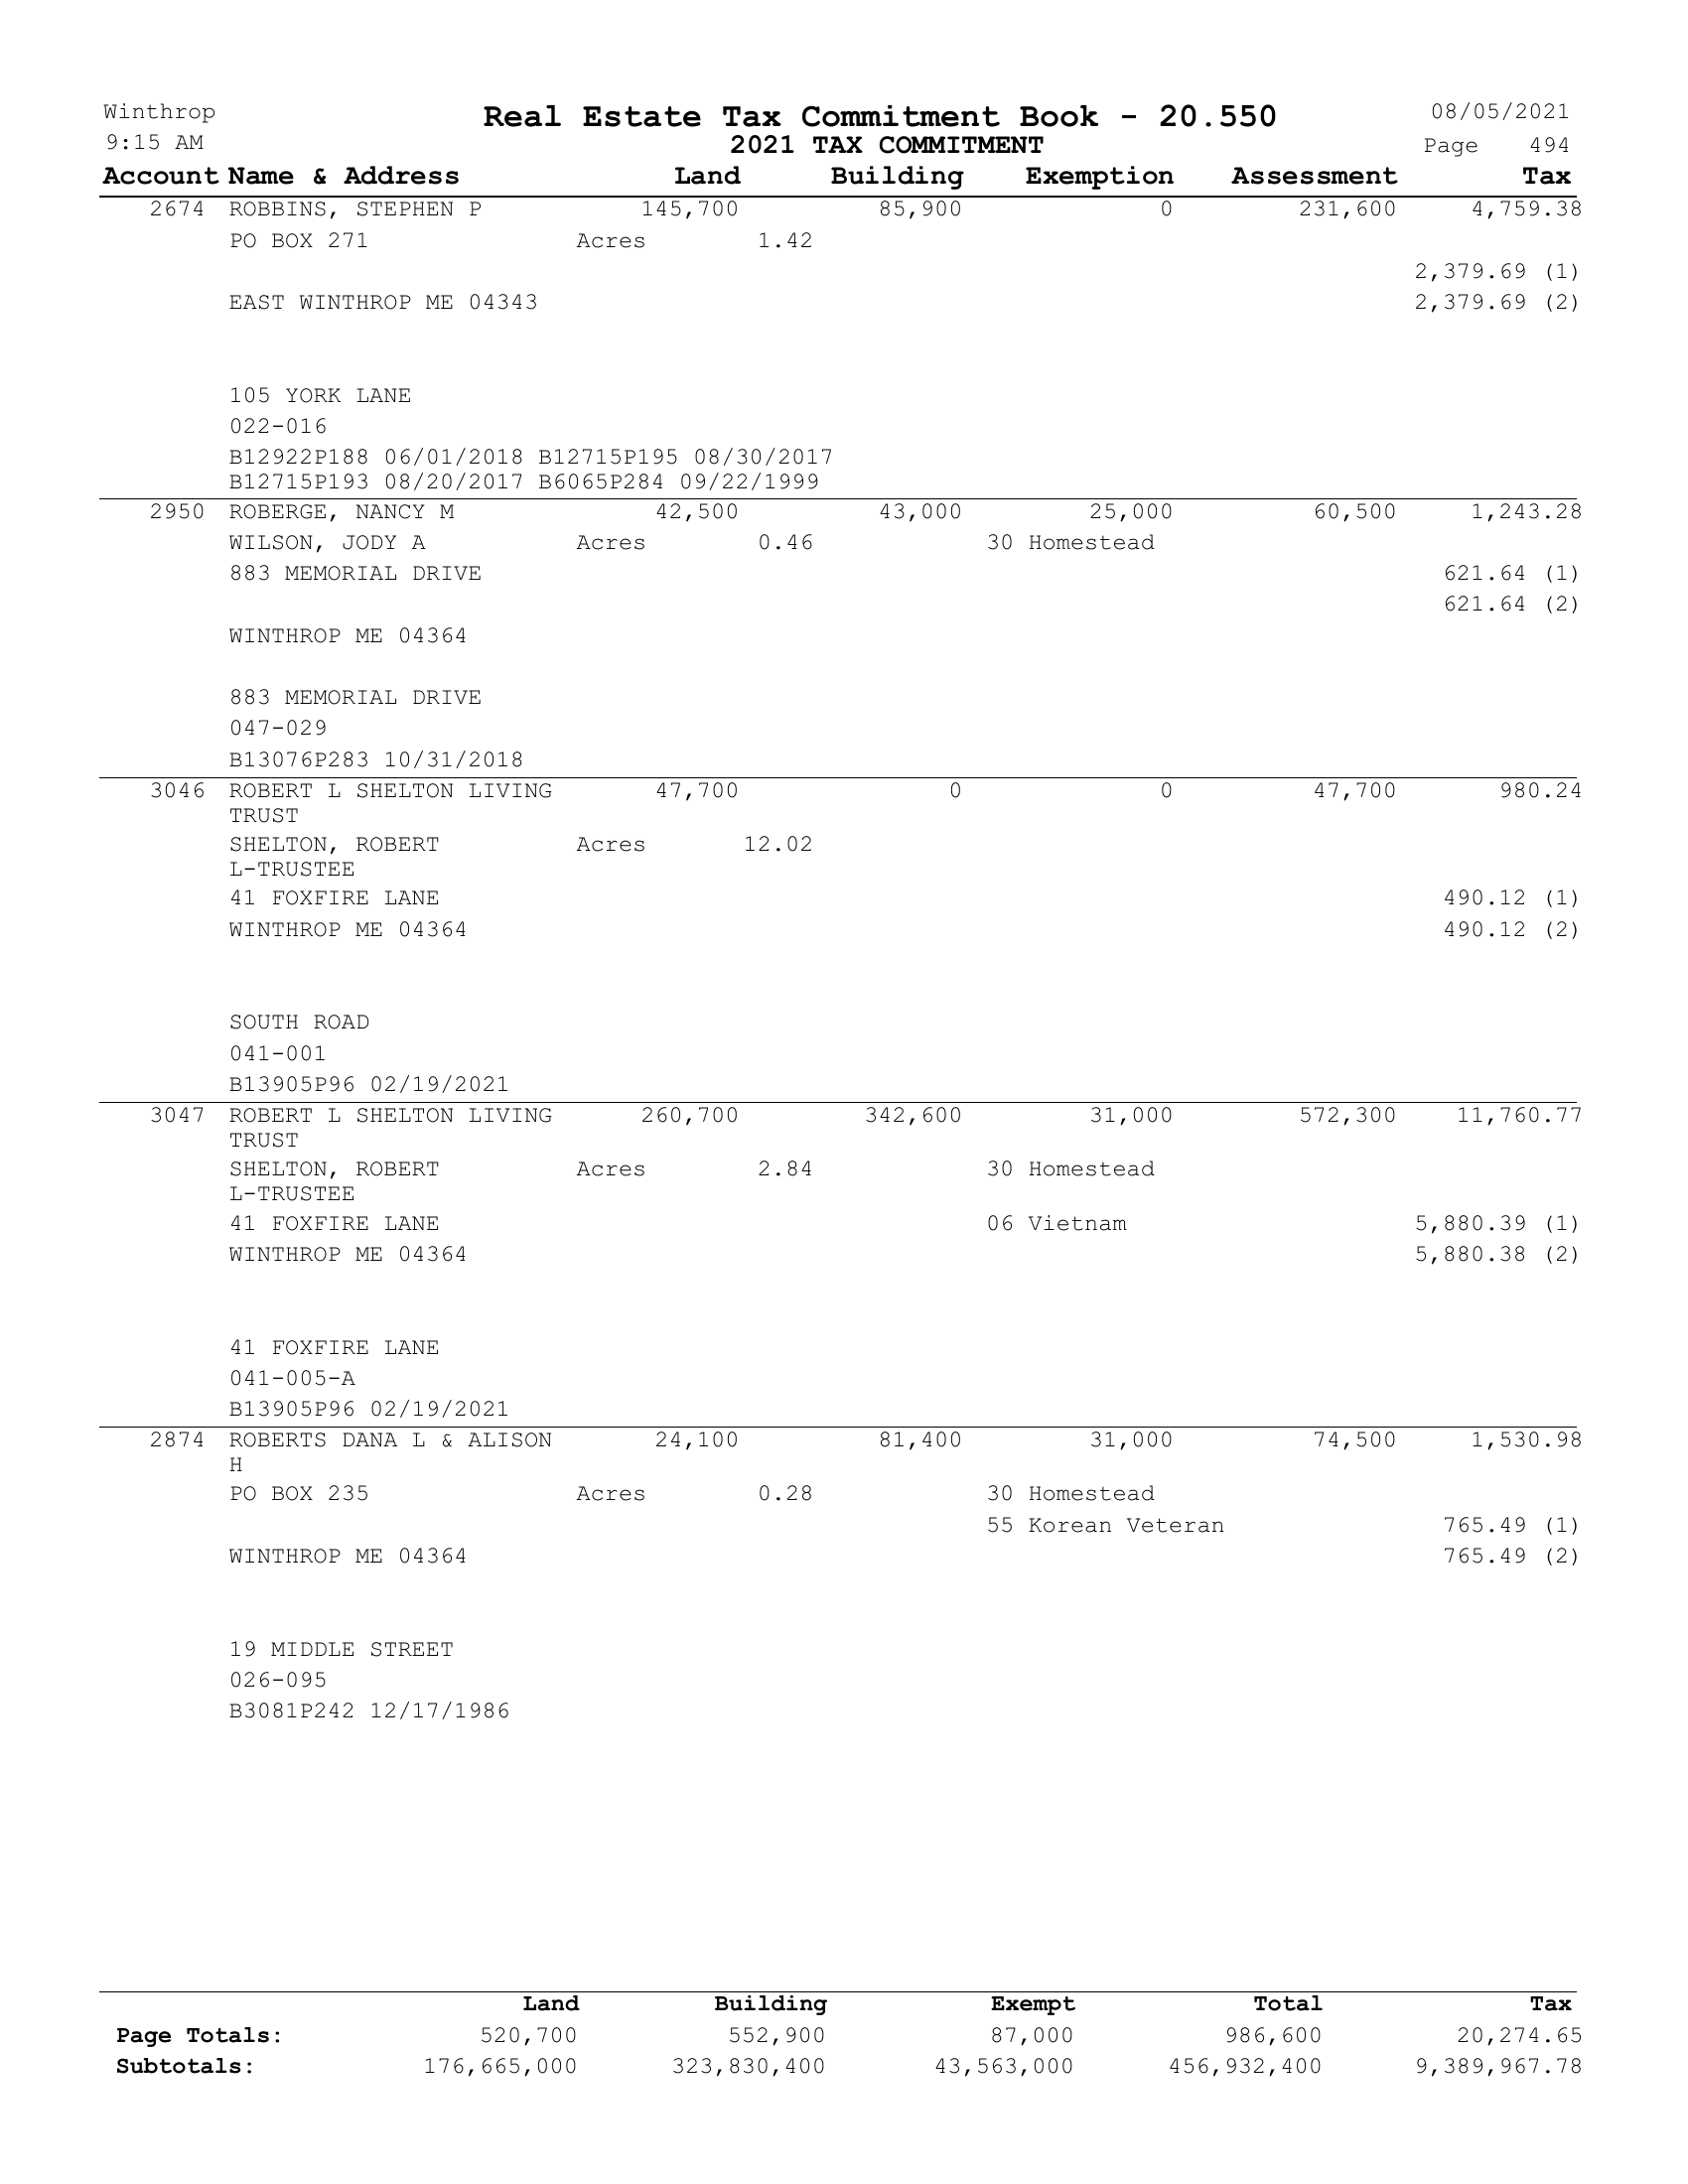 Winthrop Real Estate Tax Commitment Book - 20.550 08/05/2021
9:15 AM 2021 TAX COMMITMENT Page 494
Account Name & Address Land Building Exemption Assessment Tax
2674 ROBBINS, STEPHEN P 145,700 85,900 0 231,600 4,759.38
PO BOX 271 Acres 1.42
2,379.69 (1)
EAST WINTHROP ME 04343 2,379.69 (2)
105 YORK LANE
022-016
B12922P188 06/01/2018 B12715P195 08/30/2017
B12715P193 08/20/2017 B6065P284 09/22/1999
2950 ROBERGE, NANCY M 42,500 43,000 25,000 60,500 1,243.28
WILSON, JODY A Acres 0.46 30 Homestead
883 MEMORIAL DRIVE 621.64 (1)
621.64 (2)
WINTHROP ME 04364
883 MEMORIAL DRIVE
047-029
B13076P283 10/31/2018
3046 ROBERT L SHELTON LIVING 47,700 0 0 47,700 980.24
TRUST
SHELTON, ROBERT Acres 12.02
L-TRUSTEE
41 FOXFIRE LANE 490.12 (1)
WINTHROP ME 04364 490.12 (2)
SOUTH ROAD
041-001
B13905P96 02/19/2021
3047 ROBERT L SHELTON LIVING 260,700 342,600 31,000 572,300 11,760.77
TRUST
SHELTON, ROBERT Acres 2.84 30 Homestead
L-TRUSTEE
41 FOXFIRE LANE 06 Vietnam 5,880.39 (1)
WINTHROP ME 04364 5,880.38 (2)
41 FOXFIRE LANE
041-005-A
B13905P96 02/19/2021
2874 ROBERTS DANA L & ALISON 24,100 81,400 31,000 74,500 1,530.98
H
PO BOX 235 Acres 0.28 30 Homestead
55 Korean Veteran 765.49 (1)
WINTHROP ME 04364 765.49 (2)
19 MIDDLE STREET
026-095
B3081P242 12/17/1986
Land Building Exempt Total Tax
Page Totals: 520,700 552,900 87,000 986,600 20,274.65
Subtotals: 176,665,000 323,830,400 43,563,000 456,932,400 9,389,967.78